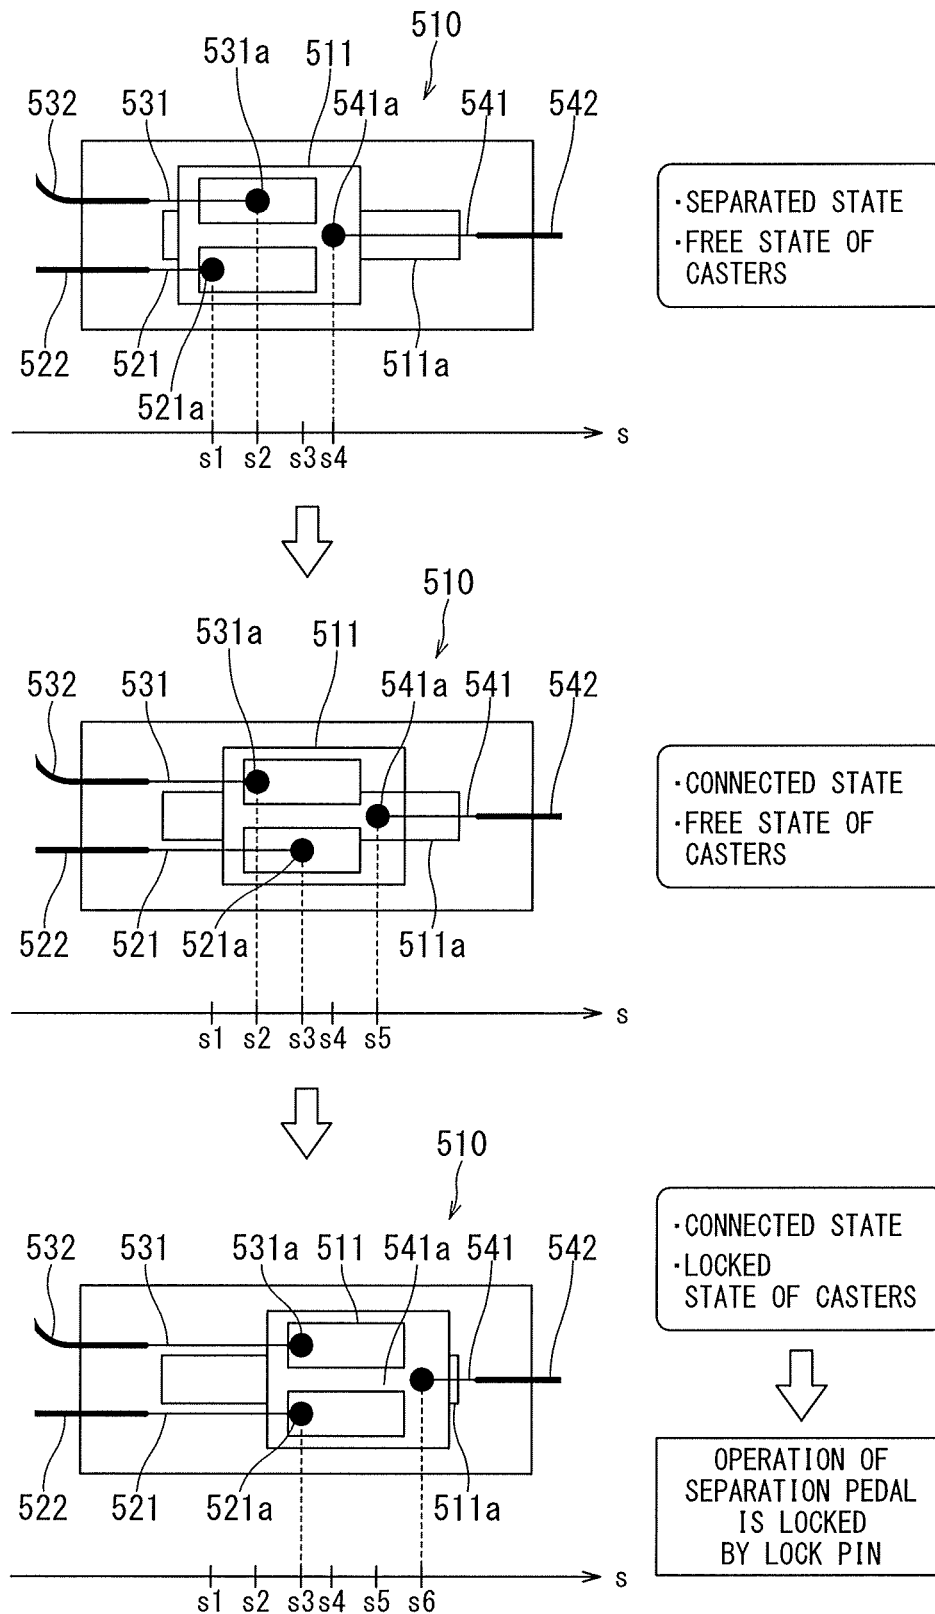 510
531a 511
532 531 541a 541 542
·SEPARATED STATE
·FREE STATE OF
CASTERS
522 521 511a
521a
s
s1 s2 s3 s4
510
531a 511
532 531 541a 541 542
·CONNECTED STATE
·FREE STATE OF
CASTERS
522 521 521a 511a
s
s1 s2 s3 s4 s5
510
532 531 531a 511 541a 541 542
·CONNECTED STATE
·LOCKED
STATE OF CASTERS
522 521 521a 511a
OPERATION OF
SEPARATION PEDAL
IS LOCKED
BY LOCK PIN
s
s1 s2 s3 s4 s5 s6